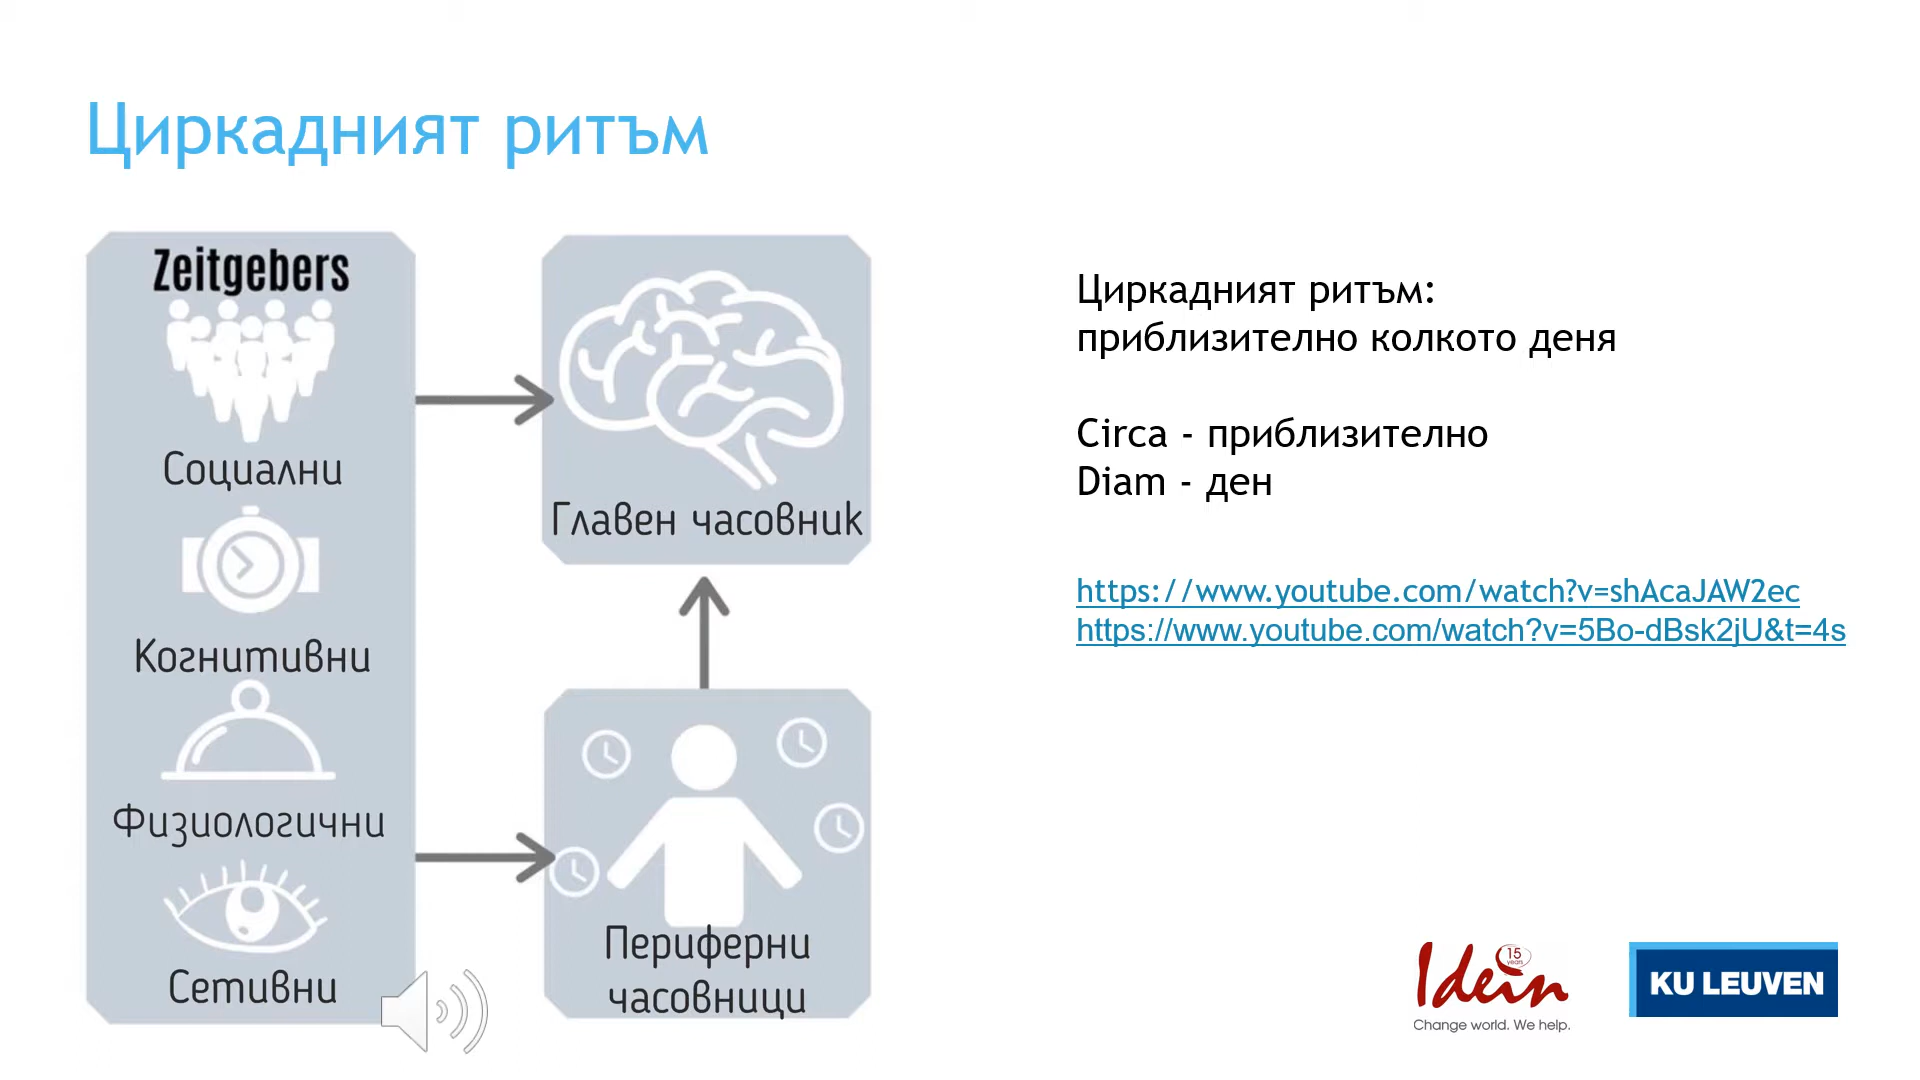 Циркадният ритъм
Zeitgebers
Социални
Когнитивни
Физиологични
Сетивни
Главен часовник
Периферни
часовници
Циркадният ритъм:
приблизително колкото деня
Circa - приблизително
Diam - ден
https://www.youtube.com/watch?v=shAcaJAW2ec
https://www.youtube.com/watch?v=5Bo-dBsk2jU&t=4s
Idein
15
years
Change world. We help.
KU LEUVEN